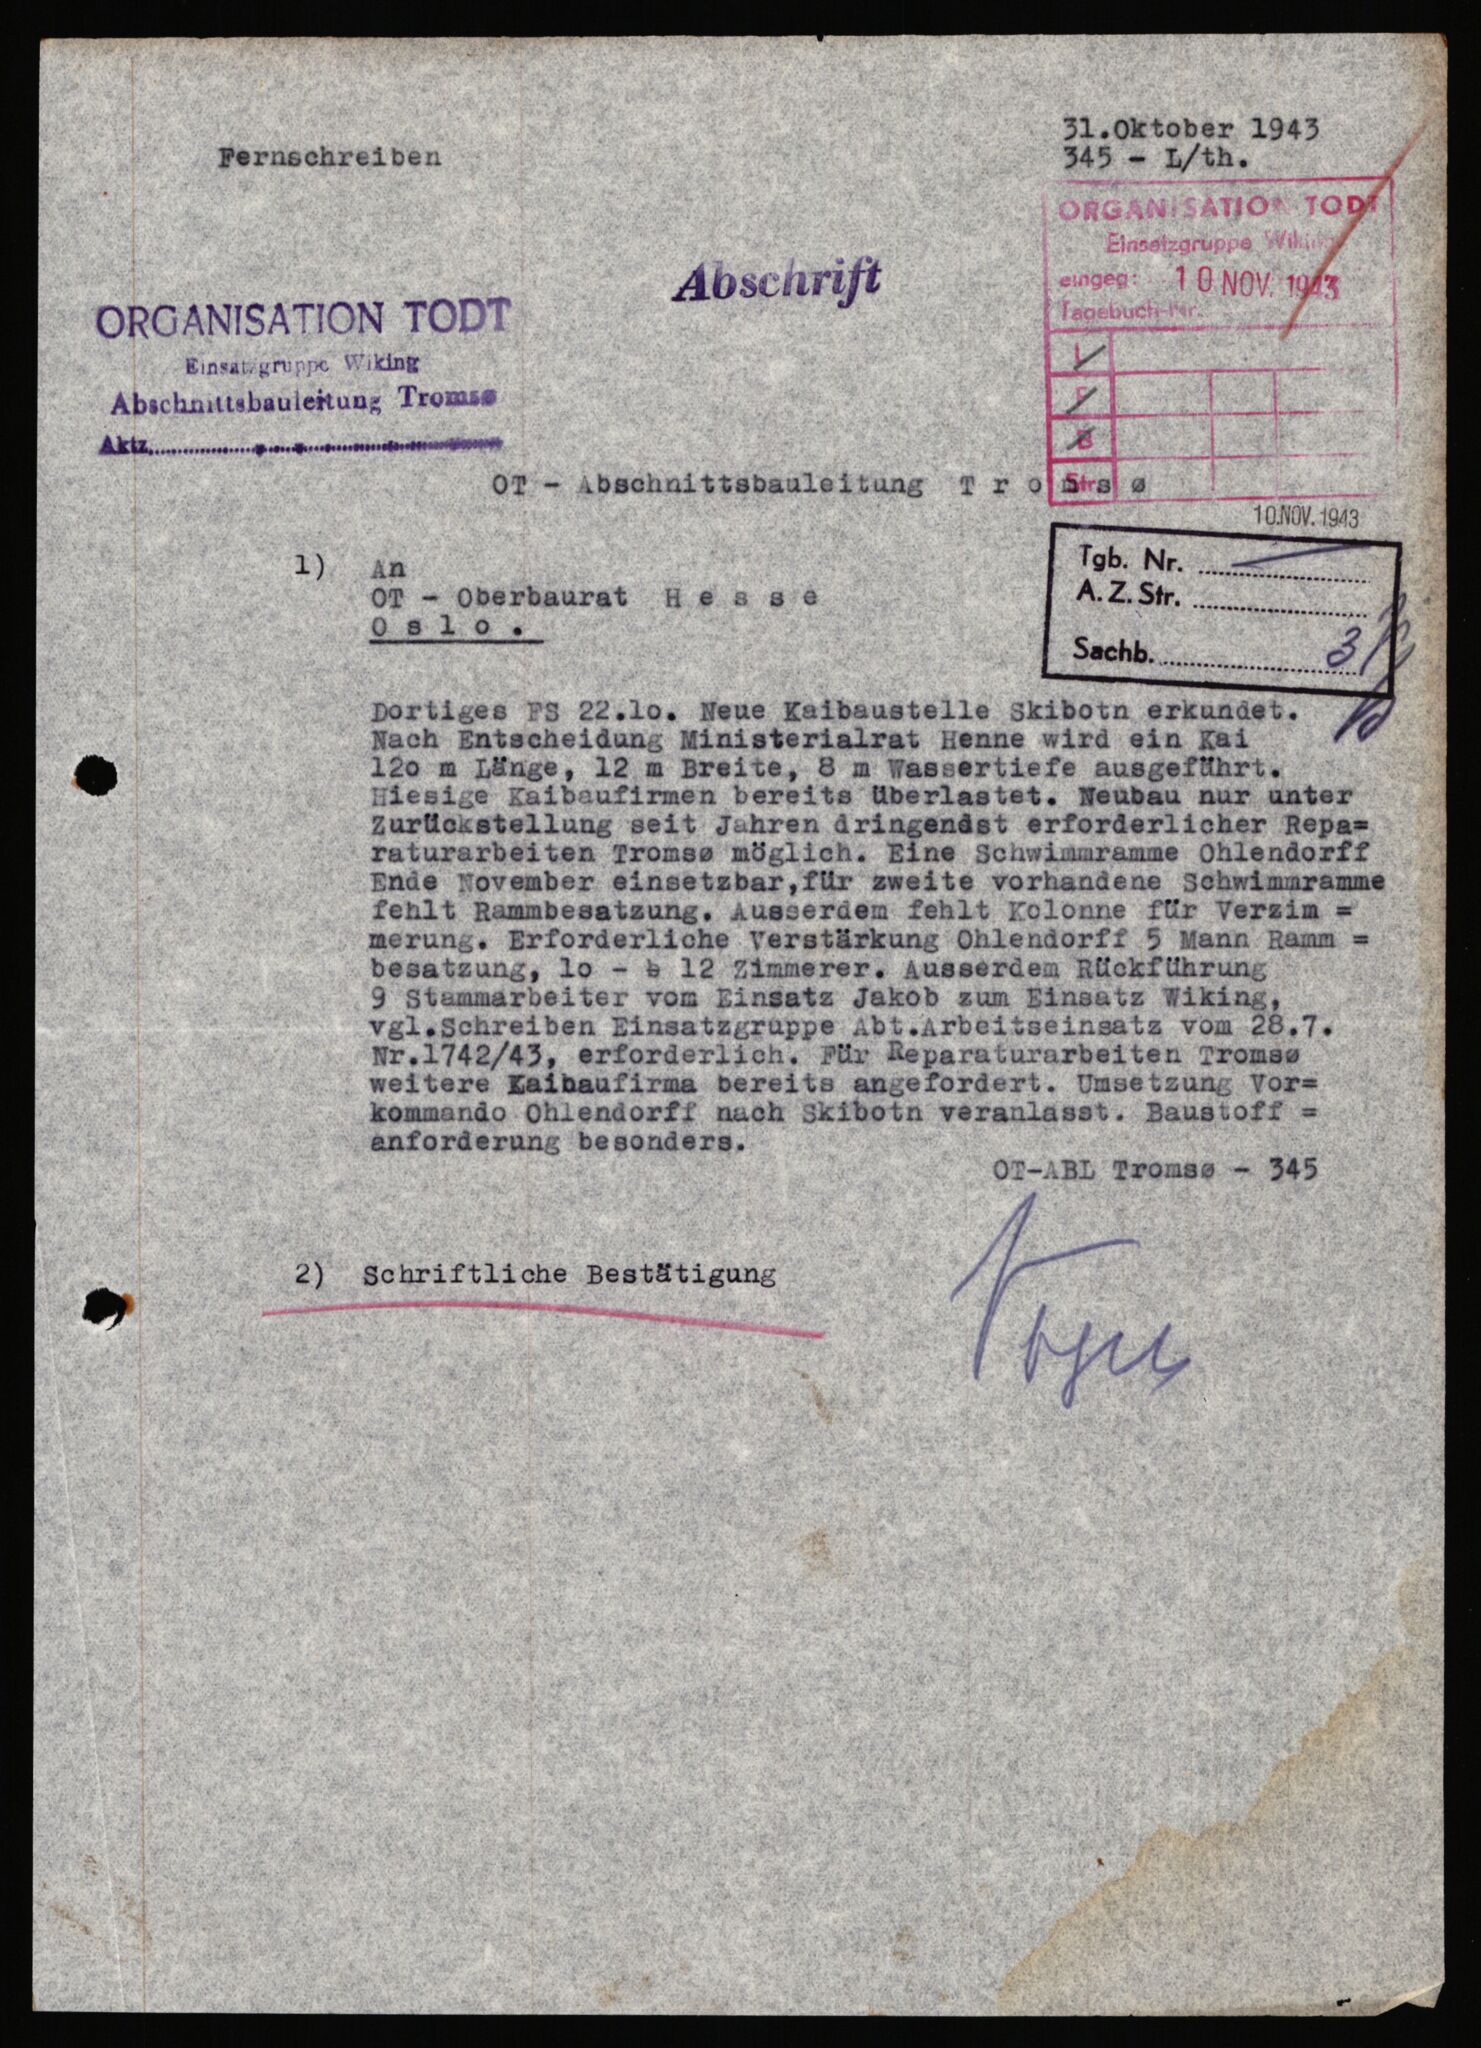 31.Oktober 1943
Fernschreiben
345 - L/th.
ORGANISATION TODT
Einsatzgruppe Wiking
eingeg: 10 NOV. 1943
Tagebuch-Nr.
Abschrift
ORGANISATION TODT
Einsatzgruppe Wiking
Abschnittsbauleitung Tromsø
Aktz.
B
Str
OT - Abschnittsbauleitung T r o m s ø
10.NOV.1943
Tgb. Nr.
A. Z. Str.
Sachb. 3
1) An
OT - Oberbaurat H e s s e
O s l o .
Dortiges FS 22.lo. Neue Kaibaustelle Skibotn erkundet.
Nach Entscheidung Ministerialrat Henne wird ein Kai
12o m Länge, 12 m Breite, 8 m Wassertiefe ausgeführt.
Hiesige Kaibaufirmen bereits überlastet. Neubau nur unter
Zurückstellung seit Jahren dringendst erforderlicher Repa=
raturarbeiten Tromsø möglich. Eine Schwimmramme Ohlendorff
Ende November einsetzbar,für zweite vorhandene Schwimmramme
fehlt Rammbesatzung. Ausserdem fehlt Kolonne für Verzim =
merung. Erforderliche Verstärkung Ohlendorff 5 Mann Ramm =
besatzung, lo - 12 Zimmerer. Ausserdem Rückführung
9 Stammarbeiter vom Einsatz Jakob zum Einsatz Wiking,
vgl.Schreiben Einsatzgruppe Abt.Arbeitseinsatz vom 28.7.
Nr.1742/43, erforderlich. Für Reparaturarbeiten Tromsø
weitere Kaibaufirma bereits angefordert. Umsetzung Vor=
kommando Ohlendorff nach Skibotn veranlasst. Baustoff =
anforderung besonders.
OT-ABL Tromsø - 345
2) Schriftliche Bestätigung